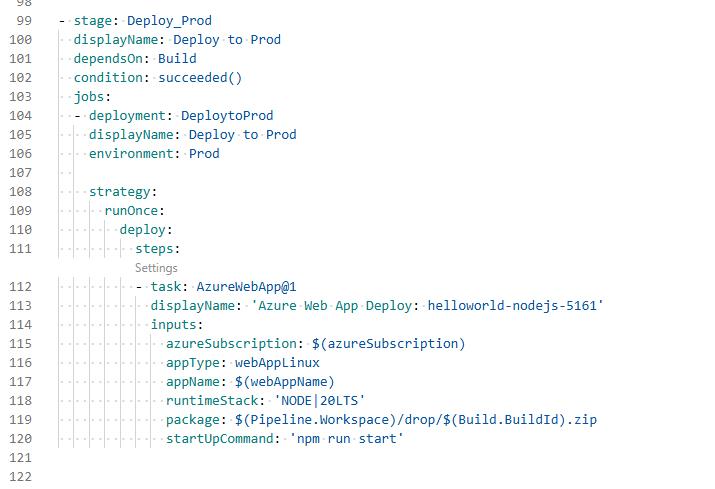 98
99 - stage: Deploy_Prod
100 displayName: Deploy to Prod
101 dependsOn: Build
102 condition: succeeded()
103 jobs:
104 - deployment: DeploytoProd
105 displayName: Deploy to Prod
106 environment: Prod
107
108 strategy:
109 runOnce:
110 deploy:
111 steps:
Settings
112 - task: AzureWebApp@1
113 displayName: 'Azure Web App Deploy: helloworld-nodejs-5161'
114 inputs:
115 azureSubscription: $(azureSubscription)
116 appType: webAppLinux
117 appName: $(webAppName)
118 runtimeStack: 'NODE|20LTS'
119 package: $(Pipeline.Workspace)/drop/$(Build.BuildId).zip
120 startUpCommand: 'npm run start'
121
122